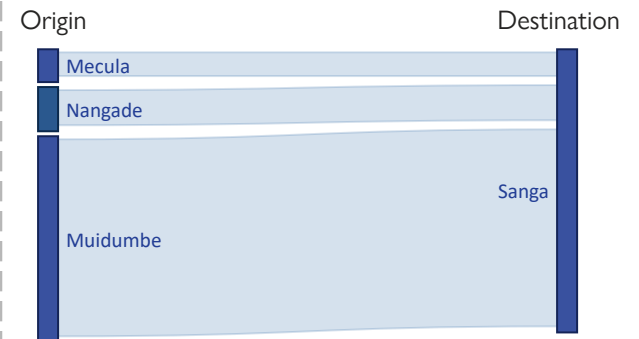 Origin
Destination
Mecula
Nangade
Sanga
Muidumbe